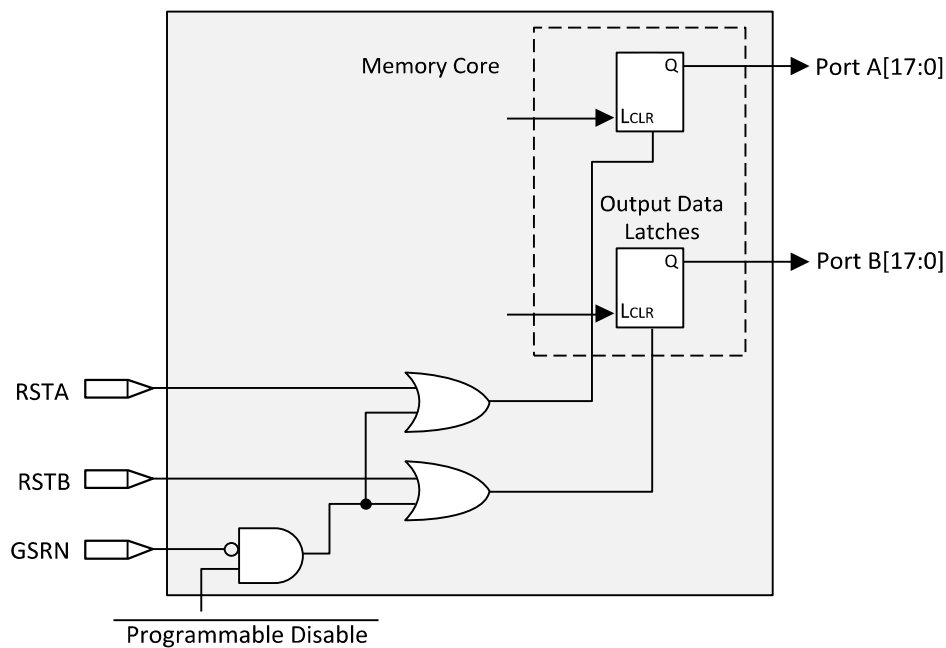 Memory Core
Q
Port A[17:0]
LCLR
Output Data
Latches
Q
Port B[17:0]
LCLR
RSTA
RSTB
GSRN
Programmable Disable